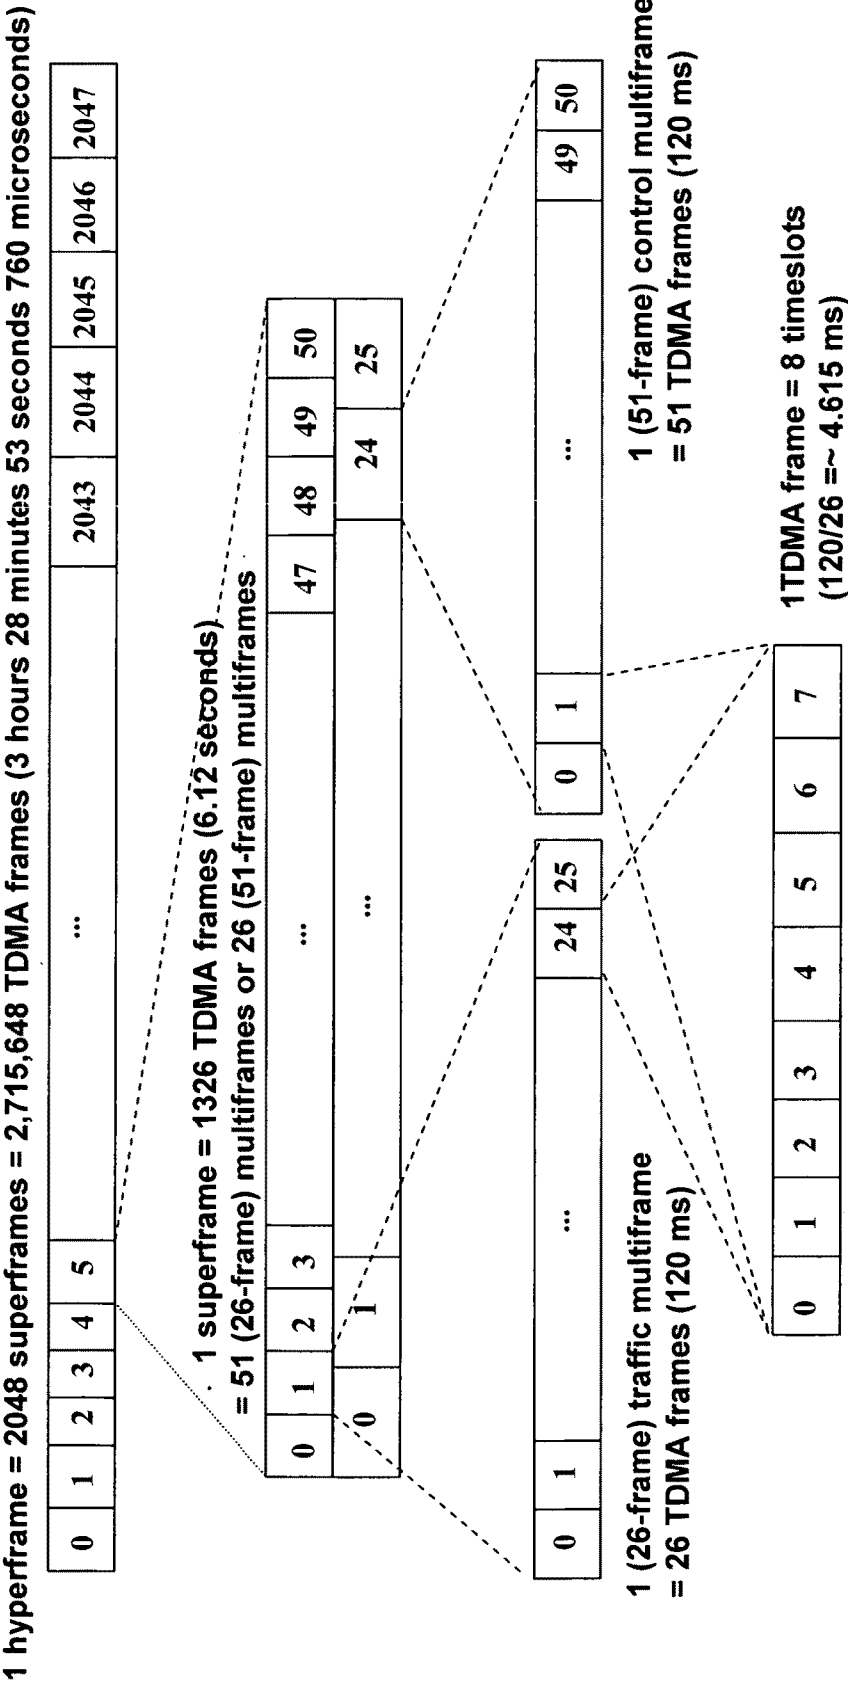 1 hyperframe = 2048 superframes = 2,715,648 TDMA frames (3 hours 28 minutes 53 seconds 760 microseconds)
0 1 2 3 4 5 ... 2043 2044 2045 2046 2047
1 superframe = 1326 TDMA frames (6.12 seconds)
= 51 (26-frame) multiframes or 26 (51-frame) multiframes
0 1 2 3 ... 47 48 49 50
0 1 ... 24 25
0 1 ... 24 25
0 1 ... 49 50
1 (26-frame) traffic multiframe
= 26 TDMA frames (120 ms)
1 (51-frame) control multiframe
= 51 TDMA frames (120 ms)
0 1 2 3 4 5 6 7
1TDMA frame = 8 timeslots
(120/26 =~ 4.615 ms)